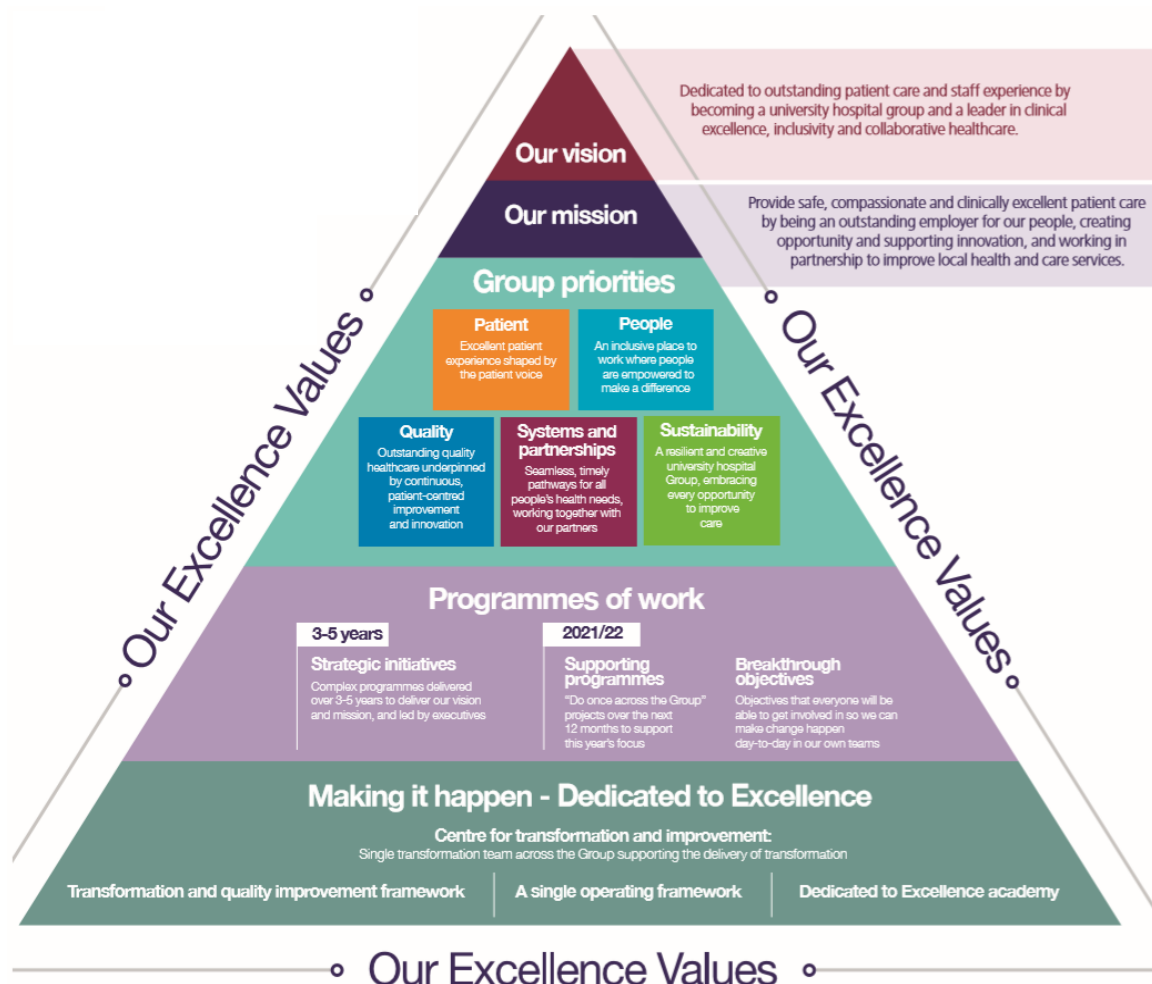 Our vision
Dedicated to outstanding patient care and staff experience by
becoming a university hospital group and a leader in clinical
excellence, inclusivity and collaborative healthcare.
Our mission
Provide safe, compassionate and clinically excellent patient care
by being an outstanding employer for our people, creating
opportunity and supporting innovation, and working in
partnership to improve local health and care services.
Group priorities
Patient
Excellent patient
experience shaped by
the patient voice
People
An inclusive place to
work where people
are empowered to
make a difference
Quality
Outstanding quality
healthcare underpinned
by continuous,
patient-centred
improvement
and innovation
Systems and
partnerships
Seamless, timely
pathways for all
people's health needs,
working together with
our partners
Sustainability
A resilient and creative
university hospital
Group, embracing
every opportunity
to improve
care
Programmes of work
3-5 years
Strategic initiatives
Complex programmes delivered
over 3-5 years to deliver our vision
and mission, and led by executives
2021/22
Supporting
programmes
"Do once across the Group"
projects over the next
12 months to support
this year's focus
Breakthrough
objectives
Objectives that everyone will be
able to get involved in so we can
make change happen
day-to-day in our own teams
Making it happen - Dedicated to Excellence
Centre for transformation and improvement:
Single transformation team across the Group supporting the delivery of transformation
Transformation and quality improvement framework
A single operating framework
Dedicated to Excellence academy
Our Excellence Values
Our Excellence Values
Our Excellence Values